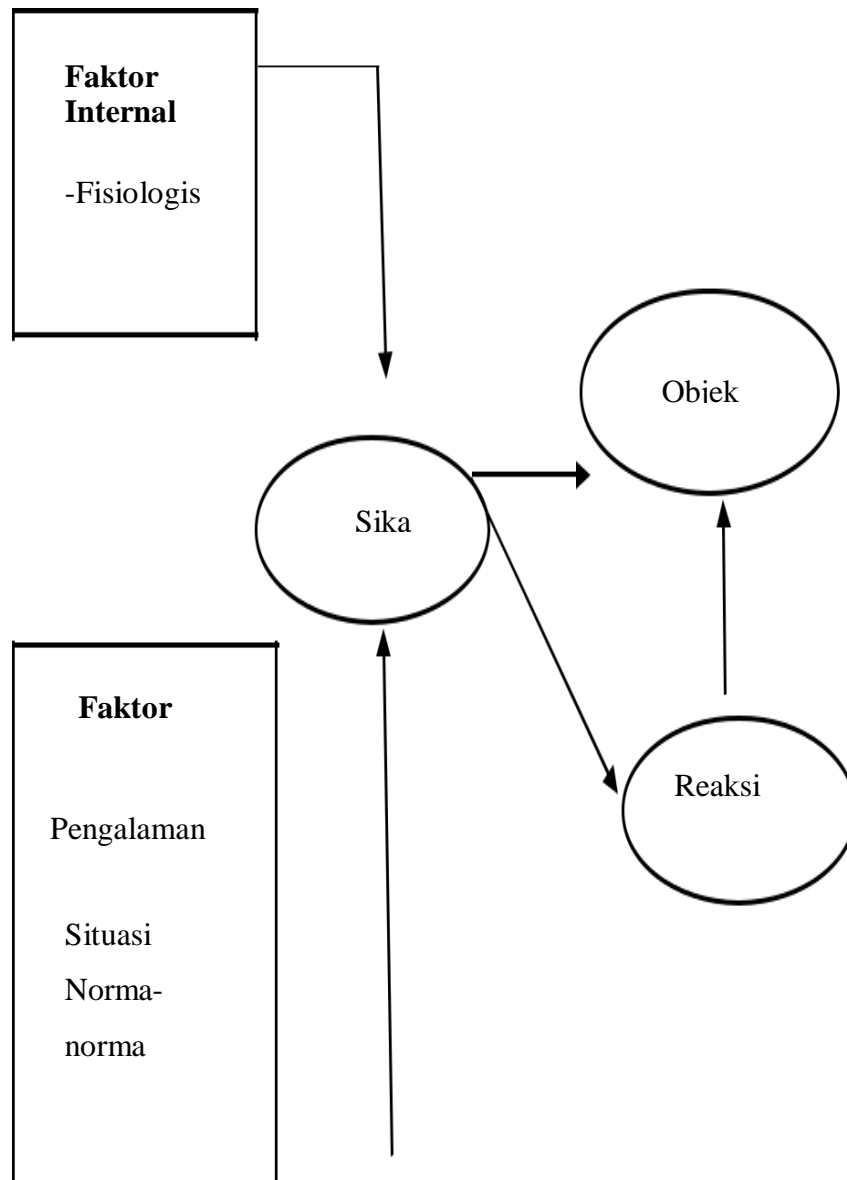 Faktor
Internal
-Fisiologis
Objek
Sika
Faktor
Reaksi
Pengalaman
Situasi
Norma-
norma